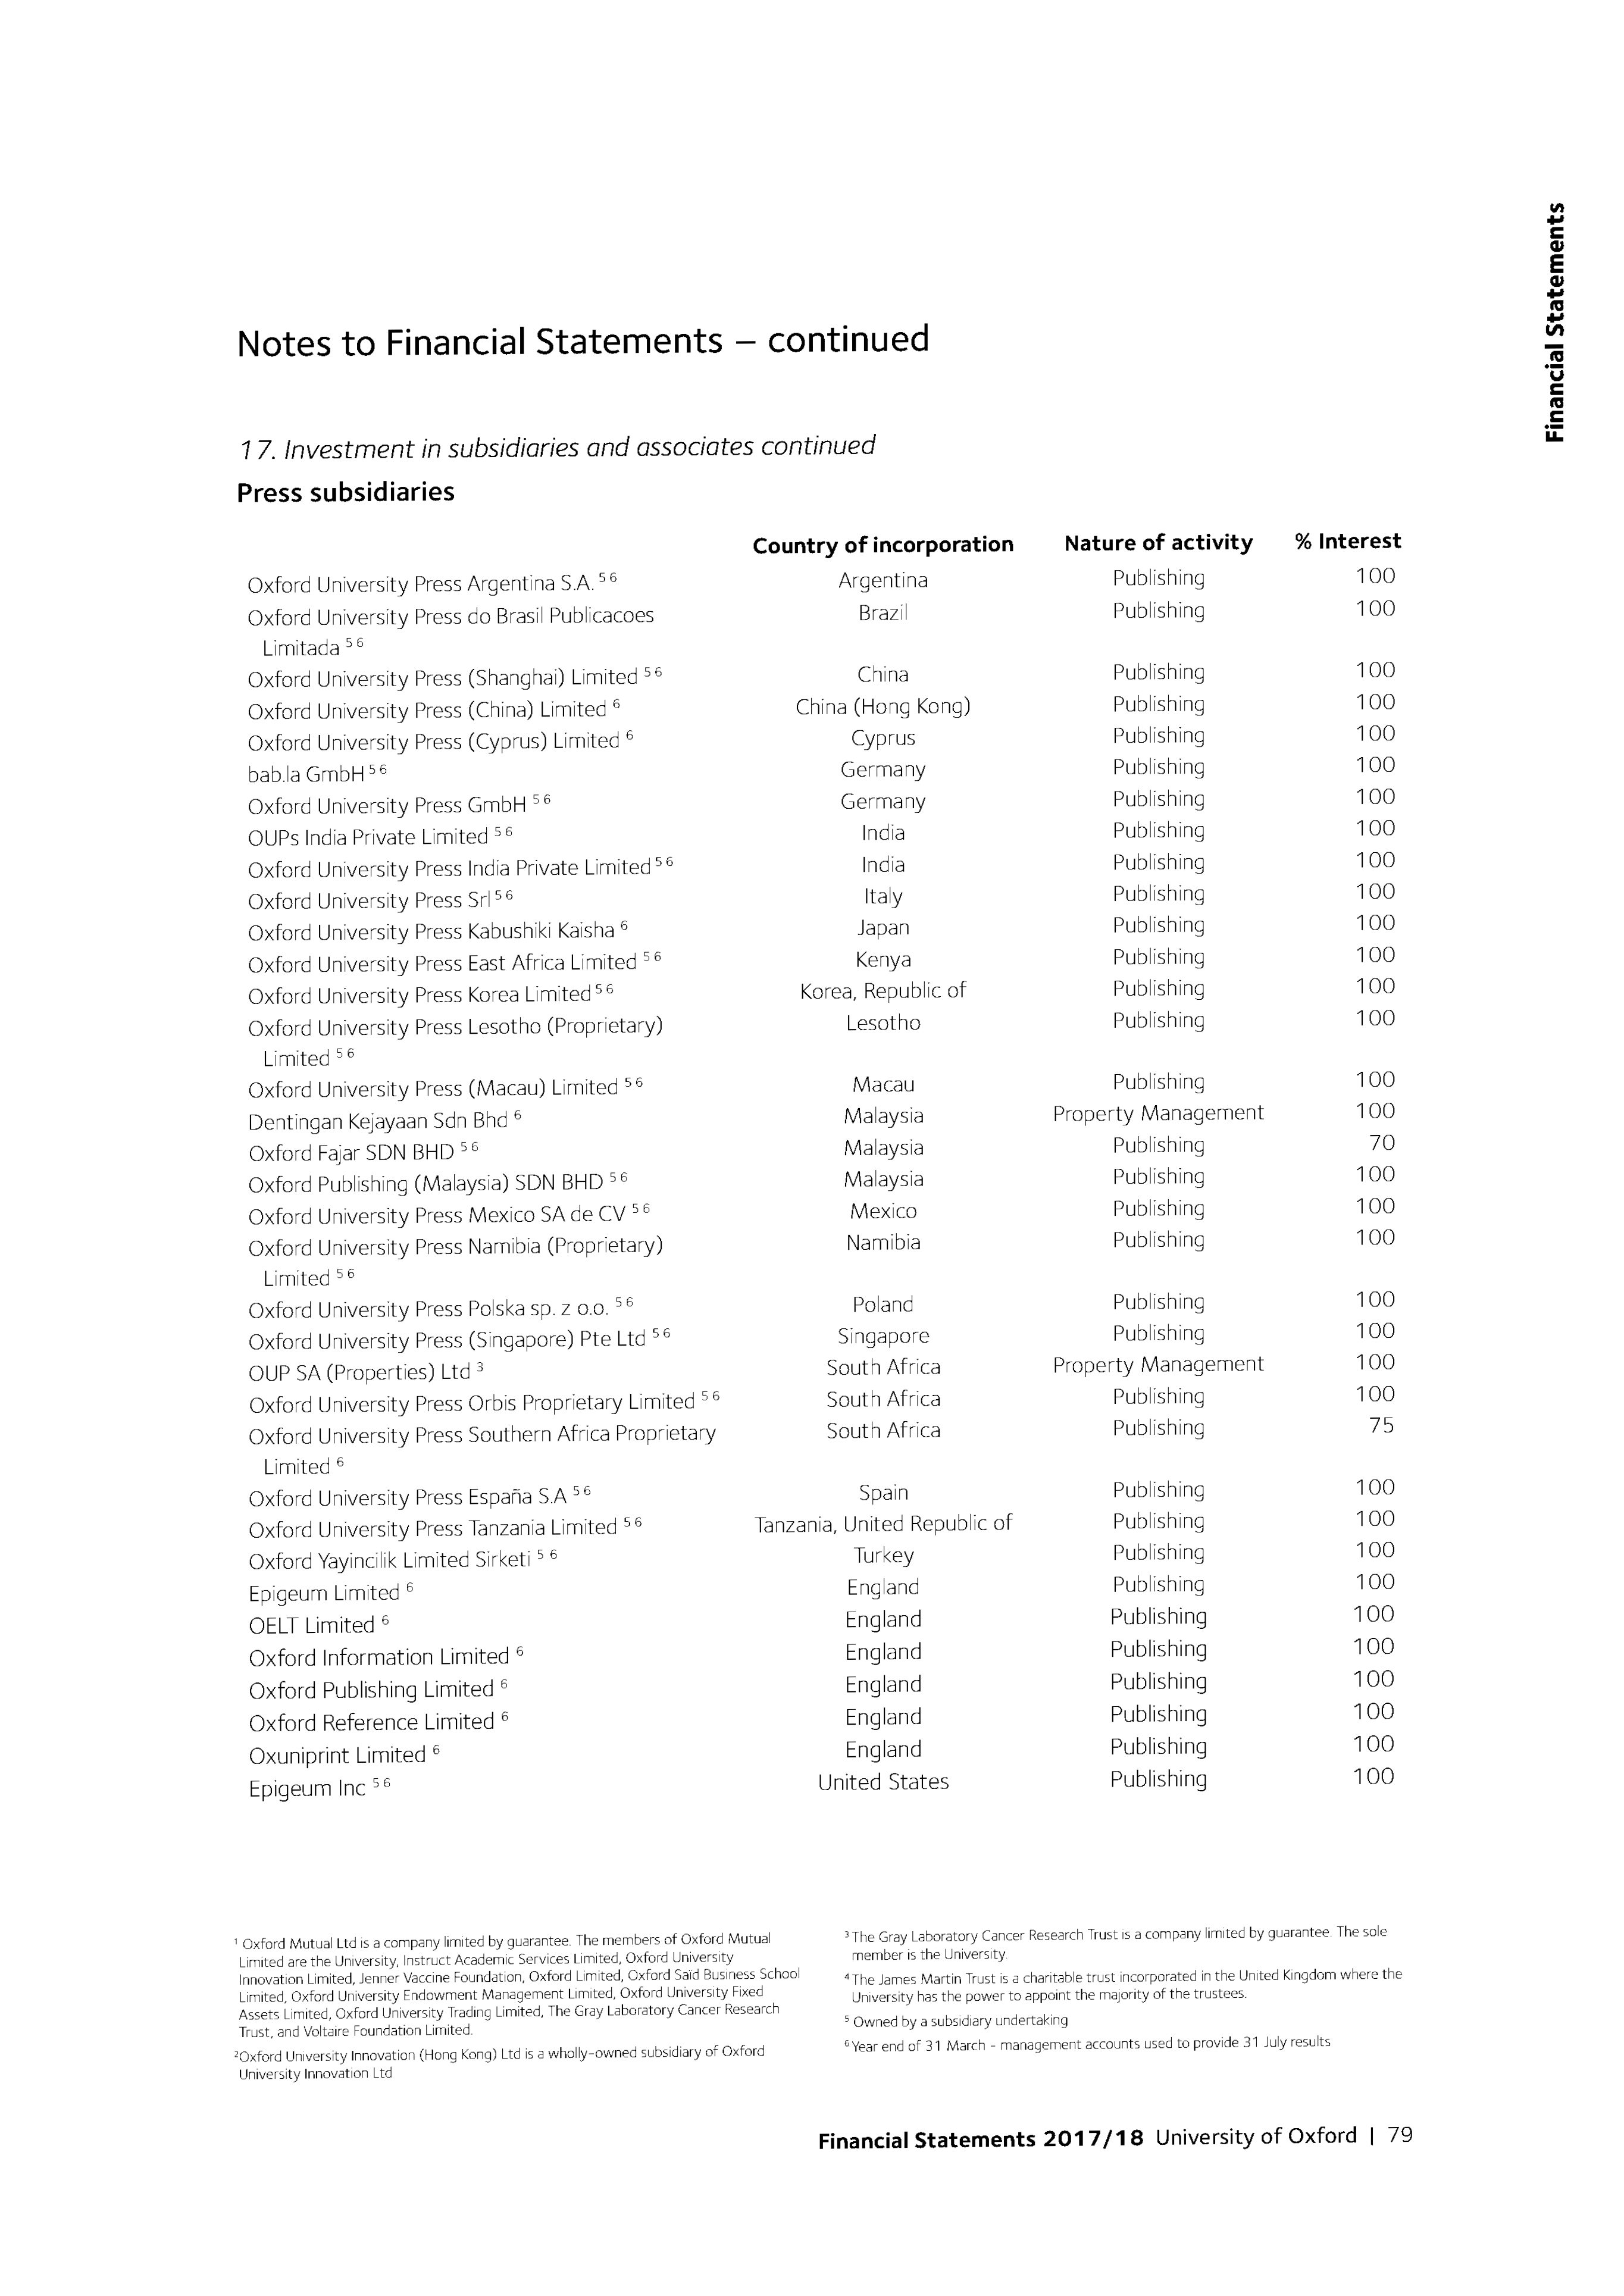 Financial Statements
Notes to Financial Statements – continued
17. Investment in subsidiaries and associates continued
Press subsidiaries
Country of incorporation Nature of activity % Interest
Oxford University Press Argentina S.A. 5 6 Argentina Publishing 100
Oxford University Press do Brasil Publicacoes Brazil Publishing 100
Limitada 5 6
Oxford University Press (Shanghai) Limited 5 6 China Publishing 100
Oxford University Press (China) Limited 6 China (Hong Kong) Publishing 100
Oxford University Press (Cyprus) Limited 6 Cyprus Publishing 100
bab.la GmbH 5 6 Germany Publishing 100
Oxford University Press GmbH 5 6 Germany Publishing 100
OUPs India Private Limited 5 6 India Publishing 100
Oxford University Press India Private Limited 5 6 India Publishing 100
Oxford University Press Srl 5 6 Italy Publishing 100
Oxford University Press Kabushiki Kaisha 6 Japan Publishing 100
Oxford University Press East Africa Limited 5 6 Kenya Publishing 100
Oxford University Press Korea Limited 5 6 Korea, Republic of Publishing 100
Oxford University Press Lesotho (Proprietary) Lesotho Publishing 100
Limited 5 6
Oxford University Press (Macau) Limited 5 6 Macau Publishing 100
Dentingan Kejayaan Sdn Bhd 6 Malaysia Property Management 100
Oxford Fajar SDN BHD 5 6 Malaysia Publishing 70
Oxford Publishing (Malaysia) SDN BHD 5 6 Malaysia Publishing 100
Oxford University Press Mexico SA de CV 5 6 Mexico Publishing 100
Oxford University Press Namibia (Proprietary) Namibia Publishing 100
Limited 5 6
Oxford University Press Polska sp. z o.o. 5 6 Poland Publishing 100
Oxford University Press (Singapore) Pte Ltd 5 6 Singapore Publishing 100
OUP SA (Properties) Ltd 3 South Africa Property Management 100
Oxford University Press Orbis Proprietary Limited 5 6 South Africa Publishing 100
Oxford University Press Southern Africa Proprietary South Africa Publishing 75
Limited 6
Oxford University Press España S.A 5 6 Spain Publishing 100
Oxford University Press Tanzania Limited 5 6 Tanzania, United Republic of Publishing 100
Oxford Yayincilik Limited Sirketi 5 6 Turkey Publishing 100
Epigeum Limited 6 England Publishing 100
OELT Limited 6 England Publishing 100
Oxford Information Limited 6 England Publishing 100
Oxford Publishing Limited 6 England Publishing 100
Oxford Reference Limited 6 England Publishing 100
Oxuniprint Limited 6 England Publishing 100
Epigeum Inc 5 6 United States Publishing 100
1 Oxford Mutual Ltd is a company limited by guarantee. The members of Oxford Mutual
Limited are the University, Instruct Academic Services Limited, Oxford University
Innovation Limited, Jenner Vaccine Foundation, Oxford Limited, Oxford Saïd Business School
Limited, Oxford University Endowment Management Limited, Oxford University Fixed
Assets Limited, Oxford University Trading Limited, The Gray Laboratory Cancer Research
Trust, and Voltaire Foundation Limited.
2 Oxford University Innovation (Hong Kong) Ltd is a wholly-owned subsidiary of Oxford
University Innovation Ltd
3 The Gray Laboratory Cancer Research Trust is a company limited by guarantee. The sole
member is the University.
4 The James Martin Trust is a charitable trust incorporated in the United Kingdom where the
University has the power to appoint the majority of the trustees.
5 Owned by a subsidiary undertaking
6 Year end of 31 March - management accounts used to provide 31 July results
Financial Statements 2017/18 University of Oxford | 79